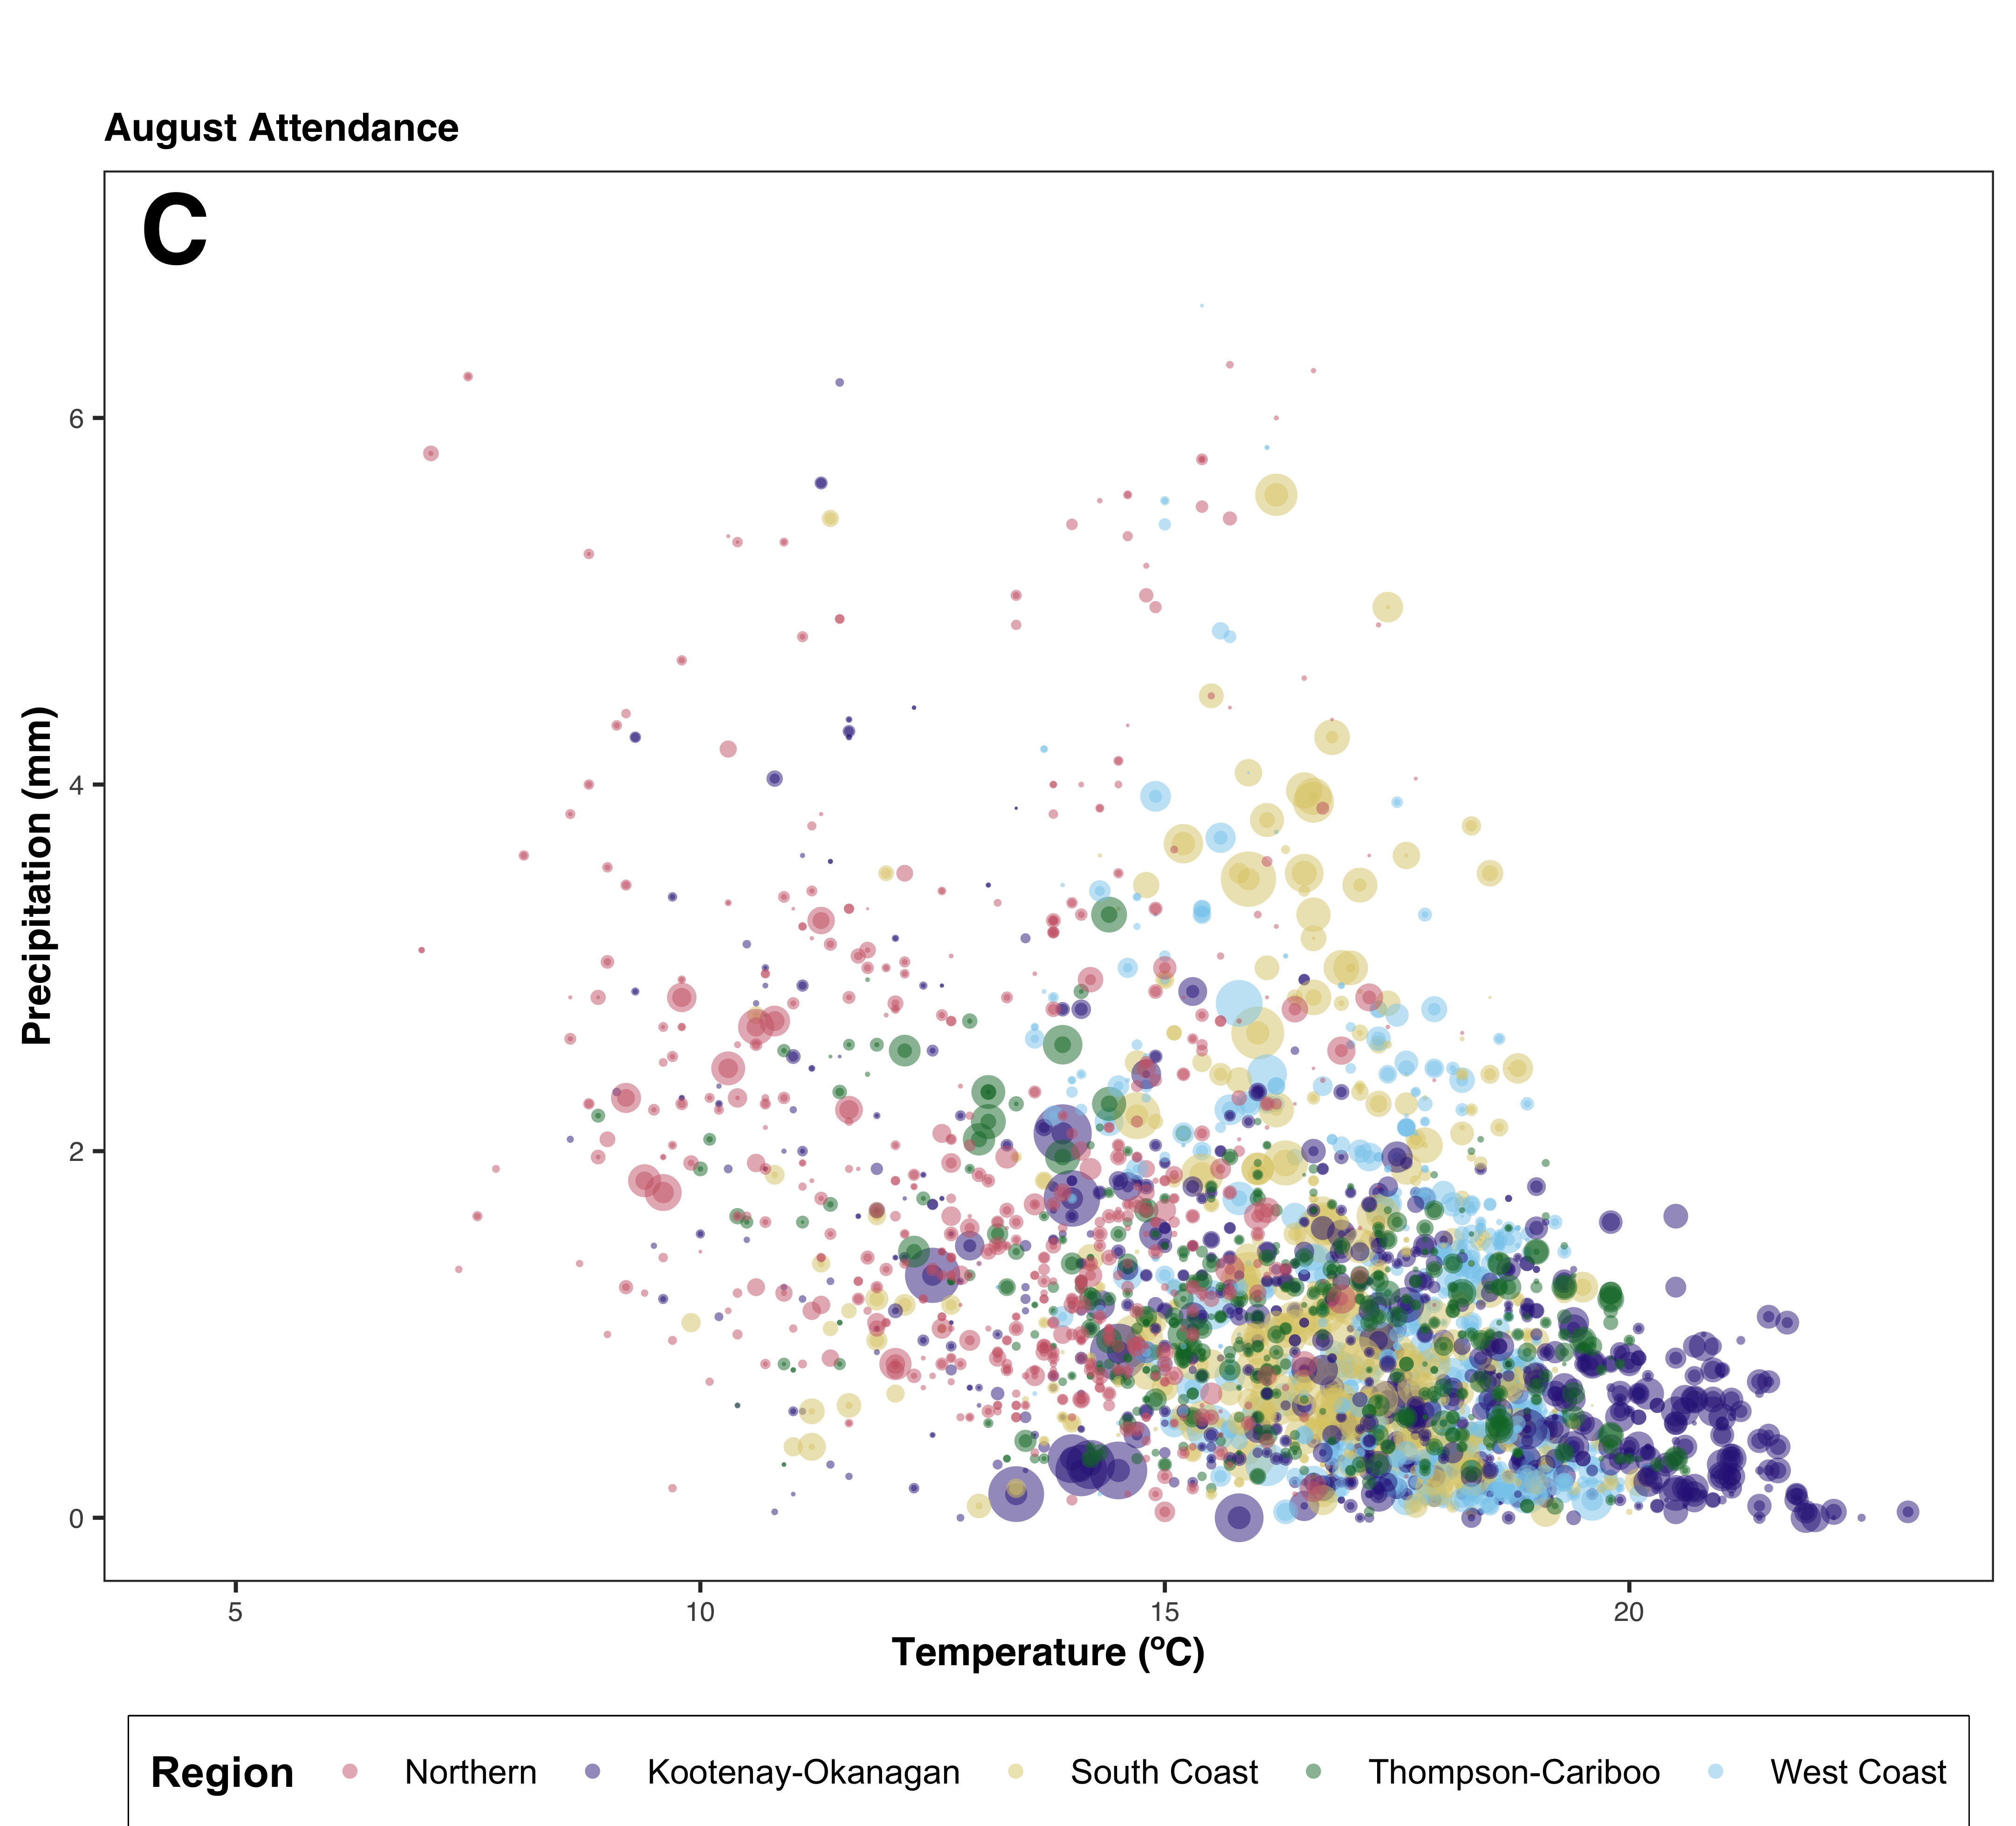 August Attendance
C
6
4
2
0
Precipitation (mm)
5 10 15 20
Temperature (ºC)
Region Northern Kootenay-Okanagan South Coast Thompson-Cariboo West Coast